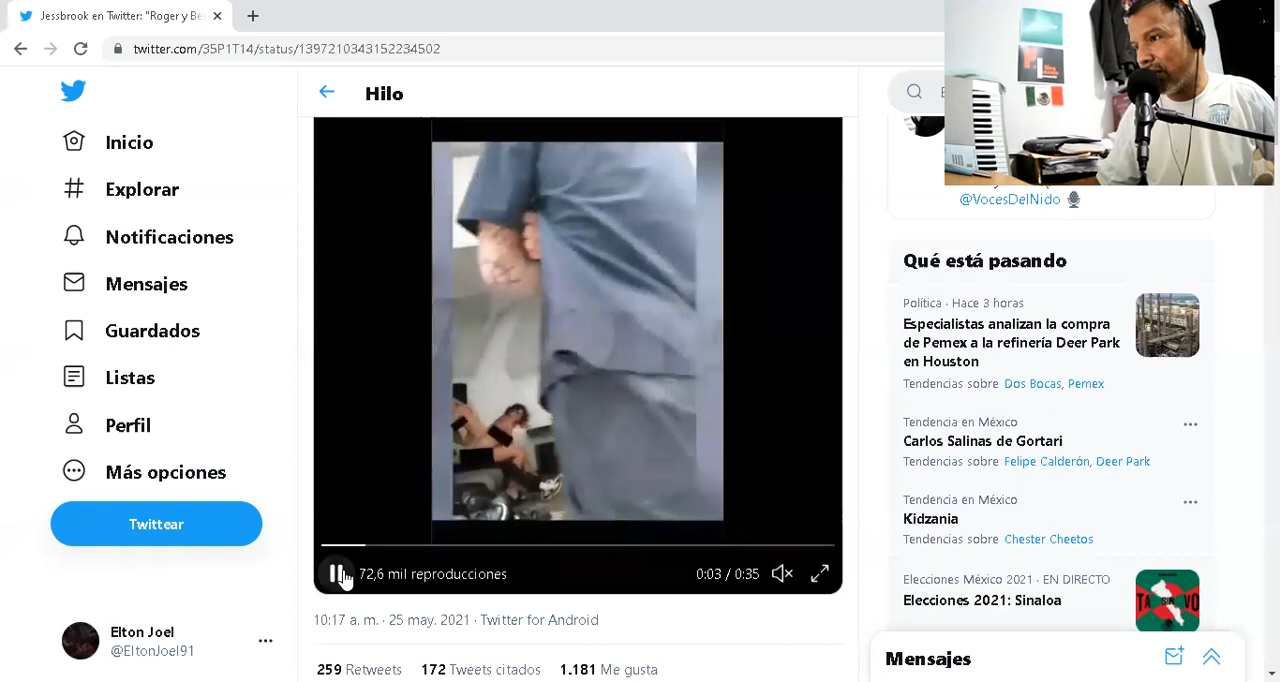 Jessbrook en Twitter: "Roger y Be
twitter.com/35P1T14/status/1397210343152234502
Hilo
Inicio
Explorar
Notificaciones
Mensajes
Guardados
Listas
Perfil
Más opciones
Twittear
Elton Joel
@EltonJoel91
72,6 mil reproducciones
0:03 / 0:35
10:17 a. m. · 25 may. 2021 · Twitter for Android
259 Retweets 172 Tweets citados 1.181 Me gusta
@VocesDelNido
Qué está pasando
Política · Hace 3 horas
Especialistas analizan la compra
de Pemex a la refinería Deer Park
en Houston
Tendencias sobre Dos Bocas, Pemex
Tendencia en México
Carlos Salinas de Gortari
Tendencias sobre Felipe Calderón, Deer Park
Tendencia en México
Kidzania
Tendencias sobre Chester Cheetos
Elecciones México 2021 · EN DIRECTO
Elecciones 2021: Sinaloa
Mensajes